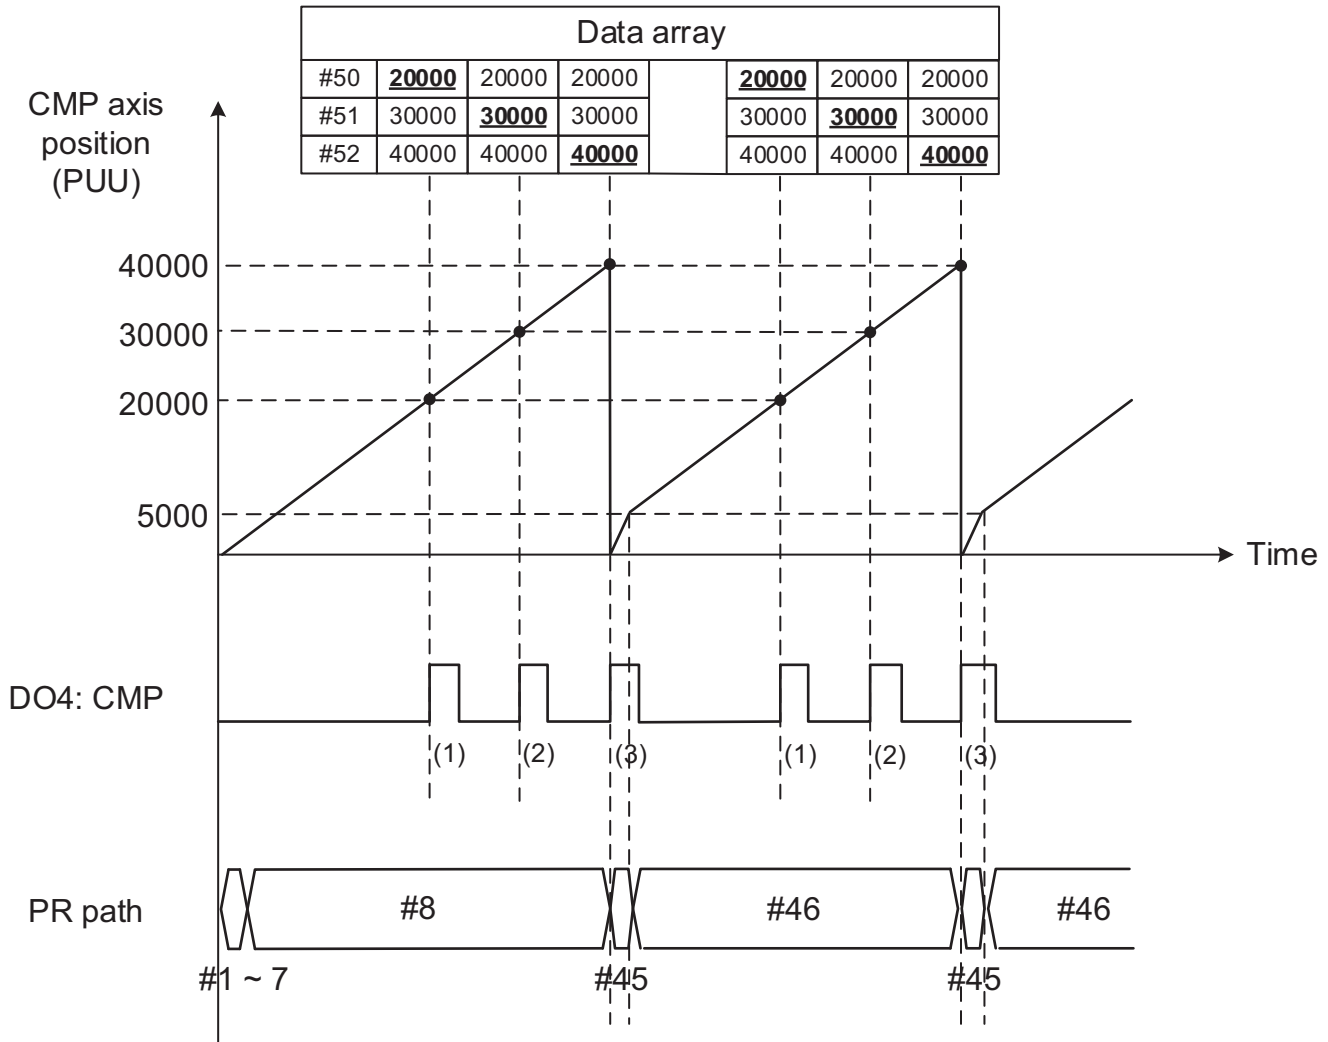 Data array
#50 20000 20000 20000 20000 20000 20000
#51 30000 30000 30000 30000 30000 30000
#52 40000 40000 40000 40000 40000 40000
CMP axis
position
(PUU)
40000
30000
20000
5000
Time
DO4: CMP
(1) (2) (3) (1) (2) (3)
PR path
#8 #46 #46
#1 ~ 7 #45 #45